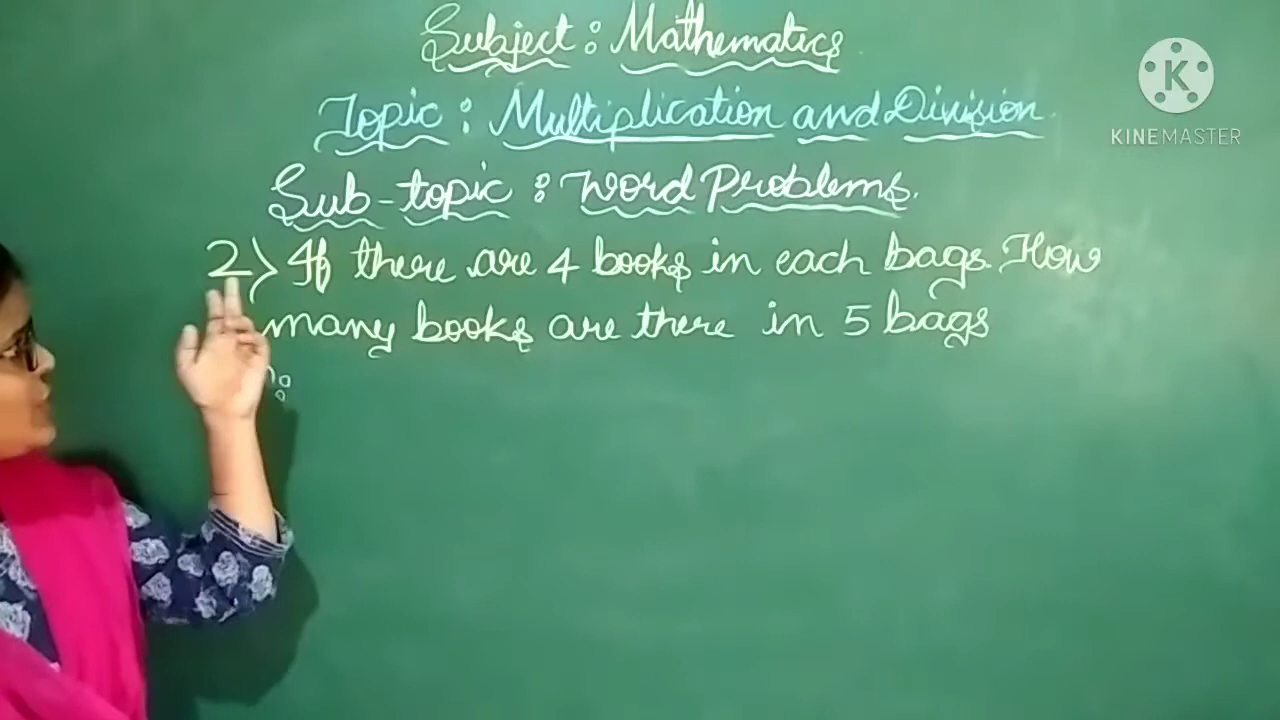 Subject : Mathematics
KINEMASTER
Topic : Multiplication and Division.
Sub-topic : Word Problems.
2> If there are 4 books in each bags. How
many books are there in 5 bags
: